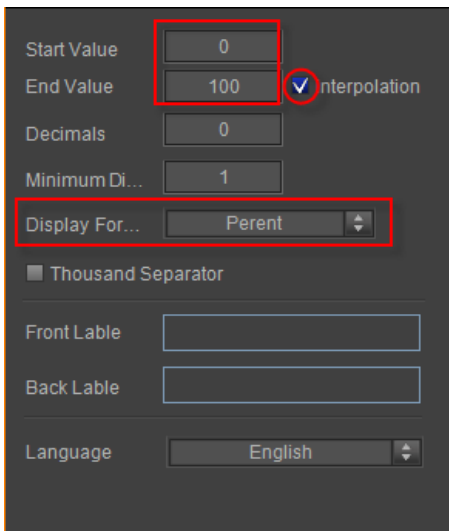 Start Value 0
End Value 100 nterpolation
Decimals 0
Minimum Di... 1
Display For... Perent
Thousand Separator
Front Lable
Back Lable
Language English